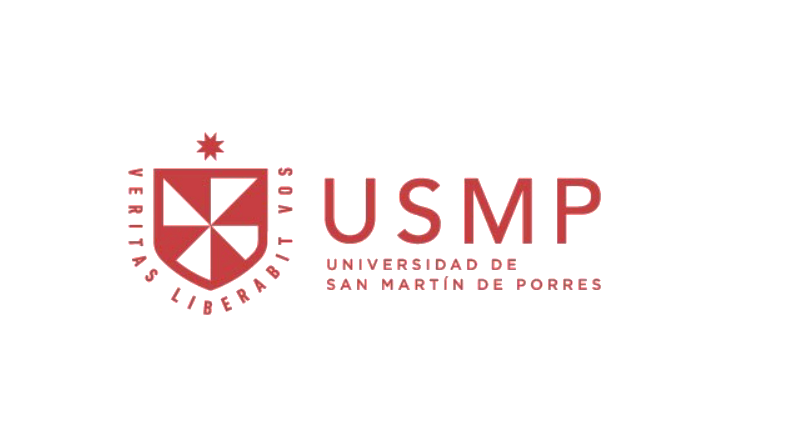 VERITAS LIBERABIT VOS
USMP
UNIVERSIDAD DE
SAN MARTÍN DE PORRES